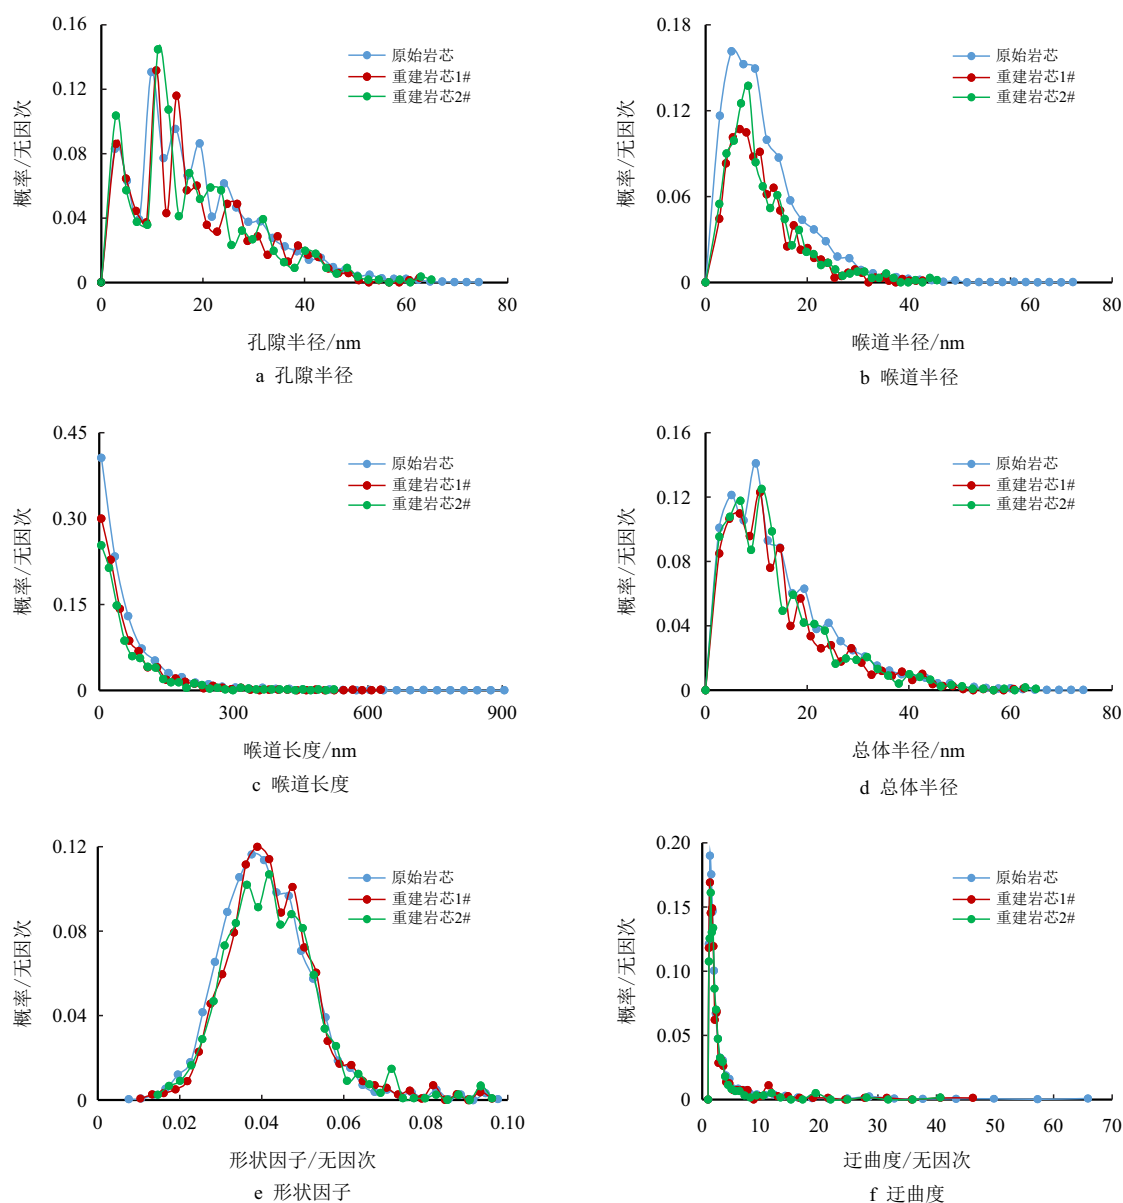 0.16
0.12
0.08
0.04
0
概率/无因次
原始岩芯
重建岩芯1#
重建岩芯2#
0 20 40 60 80
孔隙半径/nm
a 孔隙半径
0.18
0.12
0.06
0
概率/无因次
原始岩芯
重建岩芯1#
重建岩芯2#
0 20 40 60 80
喉道半径/nm
b 喉道半径
0.45
0.30
0.15
0
概率/无因次
原始岩芯
重建岩芯1#
重建岩芯2#
0 300 600 900
喉道长度/nm
c 喉道长度
0.16
0.12
0.08
0.04
0
概率/无因次
原始岩芯
重建岩芯1#
重建岩芯2#
0 20 40 60 80
总体半径/nm
d 总体半径
0.12
0.08
0.04
0
概率/无因次
原始岩芯
重建岩芯1#
重建岩芯2#
0 0.02 0.04 0.06 0.08 0.10
形状因子/无因次
e 形状因子
0.20
0.15
0.10
0.05
0
概率/无因次
原始岩芯
重建岩芯1#
重建岩芯2#
0 10 20 30 40 50 60 70
迂曲度/无因次
f 迂曲度